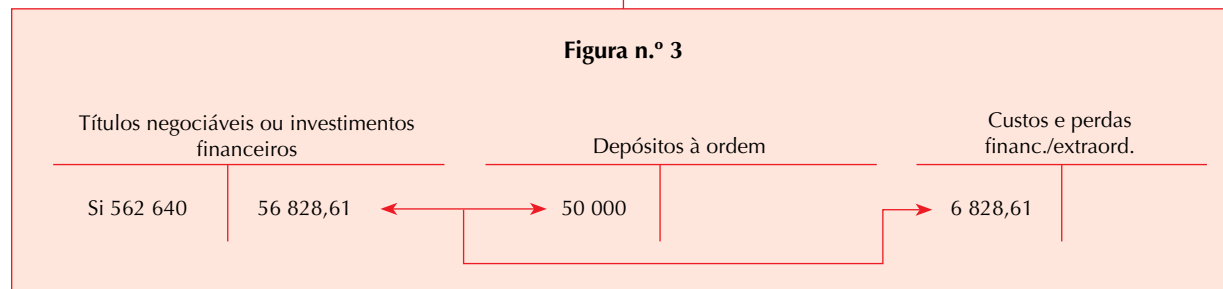 Figura n.º 3
Títulos negociáveis ou investimentos
financeiros
Depósitos à ordem
Custos e perdas
financ./extraord.
Si 562 640
56 828,61
50 000
6 828,61